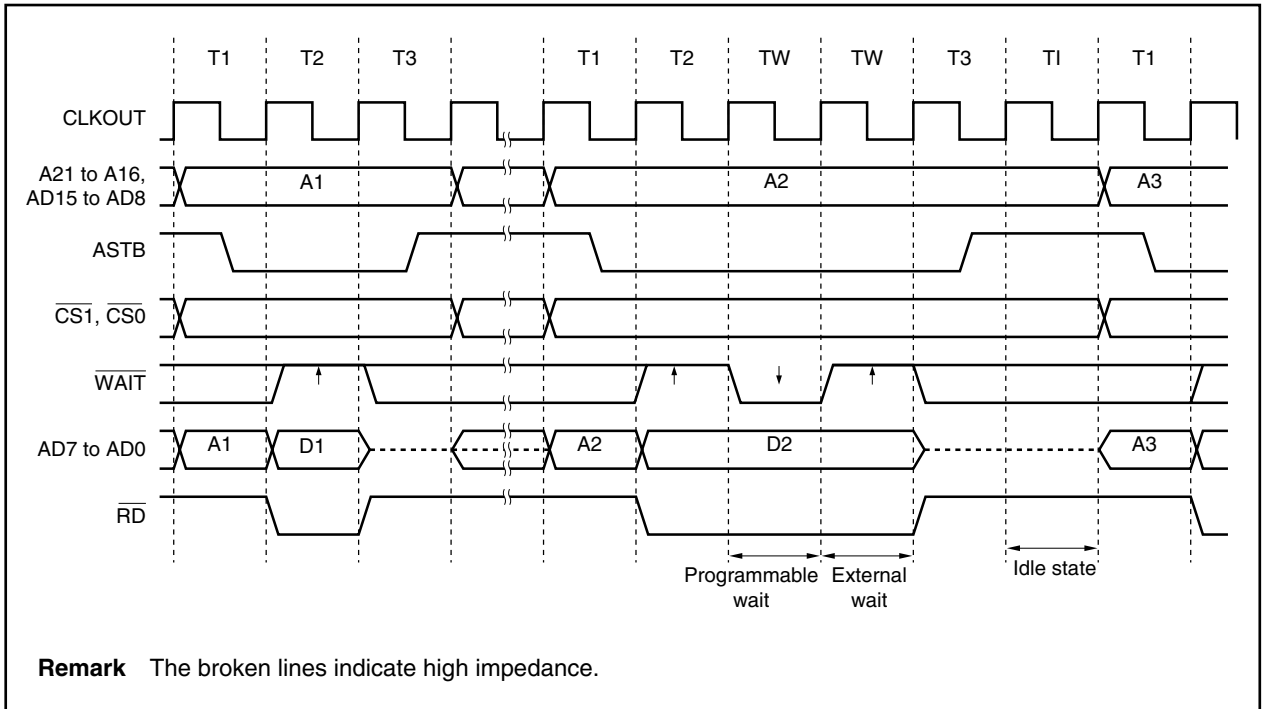 T1 T2 T3 T1 T2 TW TW T3 TI T1
CLKOUT
A21 to A16,
AD15 to AD8
A1 A2 A3
ASTB
CS1, CS0
WAIT
AD7 to AD0 A1 D1 A2 D2 A3
RD
Programmable
wait
External
wait
Idle state
Remark The broken lines indicate high impedance.